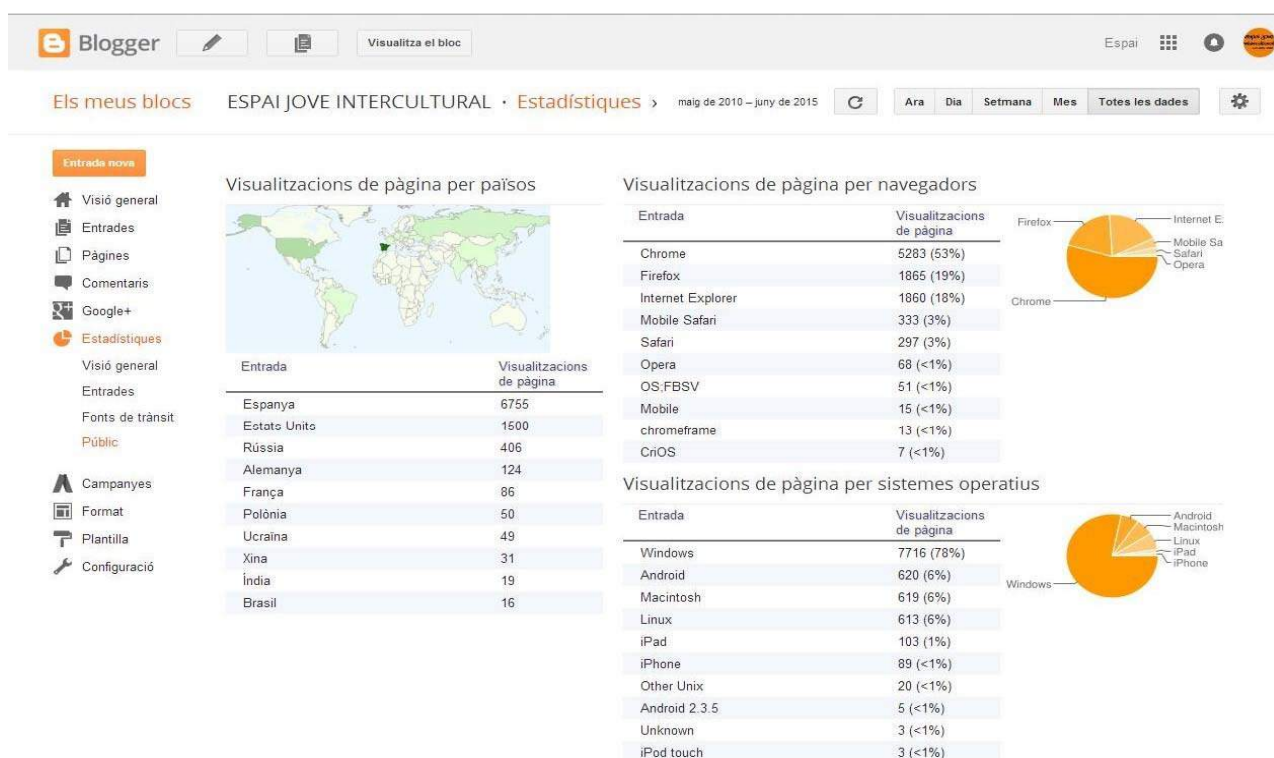 Blogger Visualitza el bloc Espai
Els meus blocs ESPAI JOVE INTERCULTURAL · Estadístiques › maig de 2010 – juny de 2015 Ara Dia Setmana Mes Totes les dades
Entrada nova
Visió general
Entrades
Pàgines
Comentaris
Google+
Estadístiques
Visió general
Entrades
Fonts de trànsit
Públic
Campanyes
Format
Plantilla
Configuració
Visualitzacions de pàgina per països
Entrada Visualitzacions
de pàgina
Espanya 6755
Estats Units 1500
Rússia 406
Alemanya 124
França 86
Polònia 50
Ucraïna 49
Xina 31
Índia 19
Brasil 16
Visualitzacions de pàgina per navegadors
Entrada Visualitzacions
de pàgina
Chrome 5283 (53%)
Firefox 1865 (19%)
Internet Explorer 1860 (18%)
Mobile Safari 333 (3%)
Safari 297 (3%)
Opera 68 (<1%)
OS;FBSV 51 (<1%)
Mobile 15 (<1%)
chromeframe 13 (<1%)
CriOS 7 (<1%)
Firefox
Internet E
Mobile Sa
Safari
Opera
Chrome
Visualitzacions de pàgina per sistemes operatius
Entrada Visualitzacions
de pàgina
Windows 7716 (78%)
Android 620 (6%)
Macintosh 619 (6%)
Linux 613 (6%)
iPad 103 (1%)
iPhone 89 (<1%)
Other Unix 20 (<1%)
Android 2.3.5 5 (<1%)
Unknown 3 (<1%)
iPod touch 3 (<1%)
Android
Macintosh
Linux
iPad
iPhone
Windows